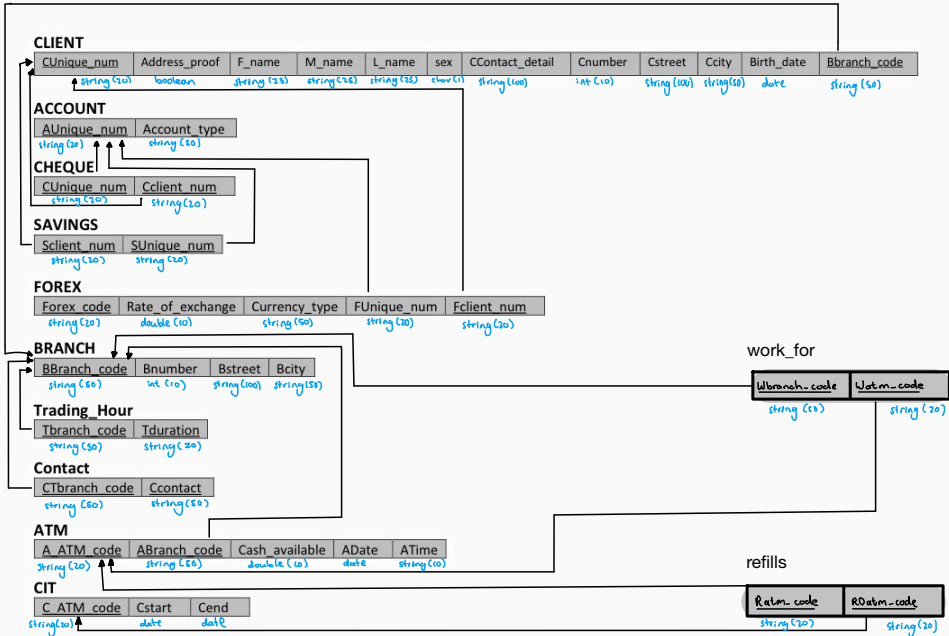 CLIENT
CUnique_num Address_proof F_name M_name L_name sex CContact_detail Cnumber Cstreet Ccity Birth_date Bbranch_code
string(20) boolean string(25) string(25) string(25) char(1) string(100) int(10) string(100) string(50) date string(50)
ACCOUNT
AUnique_num Account_type
string(20) string(50)
CHEQUE
CUnique_num Cclient_num
string(20) string(20)
SAVINGS
Sclient_num SUnique_num
string(20) string(20)
FOREX
Forex_code Rate_of_exchange Currency_type FUnique_num Fclient_num
string(20) double(10) string(50) string(20) string(20)
BRANCH
BBranch_code Bnumber Bstreet Bcity
string(50) int(10) string(100) string(50)
work_for
Wbranch_code Watm_code
string(50) string(20)
Trading_Hour
Tbranch_code Tduration
string(50) string(20)
Contact
CTbranch_code Ccontact
string(50) string(50)
ATM
A_ATM_code ABranch_code Cash_available ADate ATime
string(20) string(50) double(10) date string(10)
CIT
C_ATM_code Cstart Cend
string(20) date date
refills
Ratm_code RDatm_code
string(20) string(20)